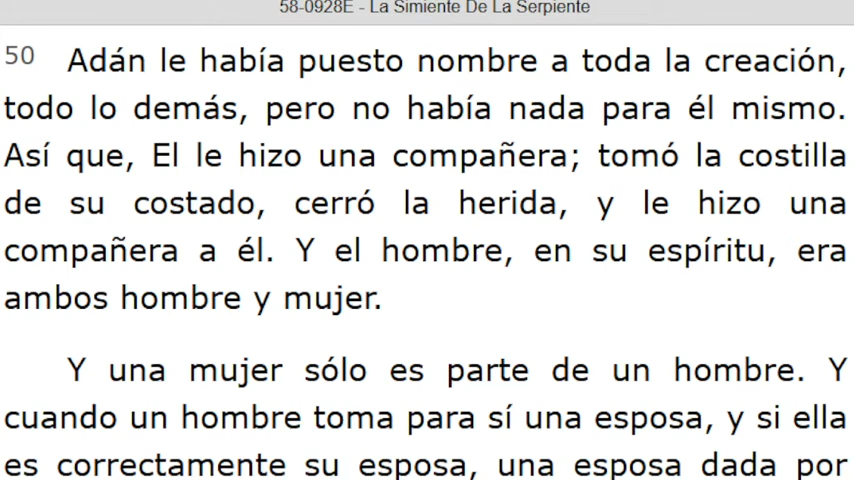 58-0928E - La Simiente De La Serpiente
50 Adán le había puesto nombre a toda la creación,
todo lo demás, pero no había nada para él mismo.
Así que, El le hizo una compañera; tomó la costilla
de su costado, cerró la herida, y le hizo una
compañera a él. Y el hombre, en su espíritu, era
ambos hombre y mujer.
Y una mujer sólo es parte de un hombre. Y
cuando un hombre toma para sí una esposa, y si ella
es correctamente su esposa, una esposa dada por